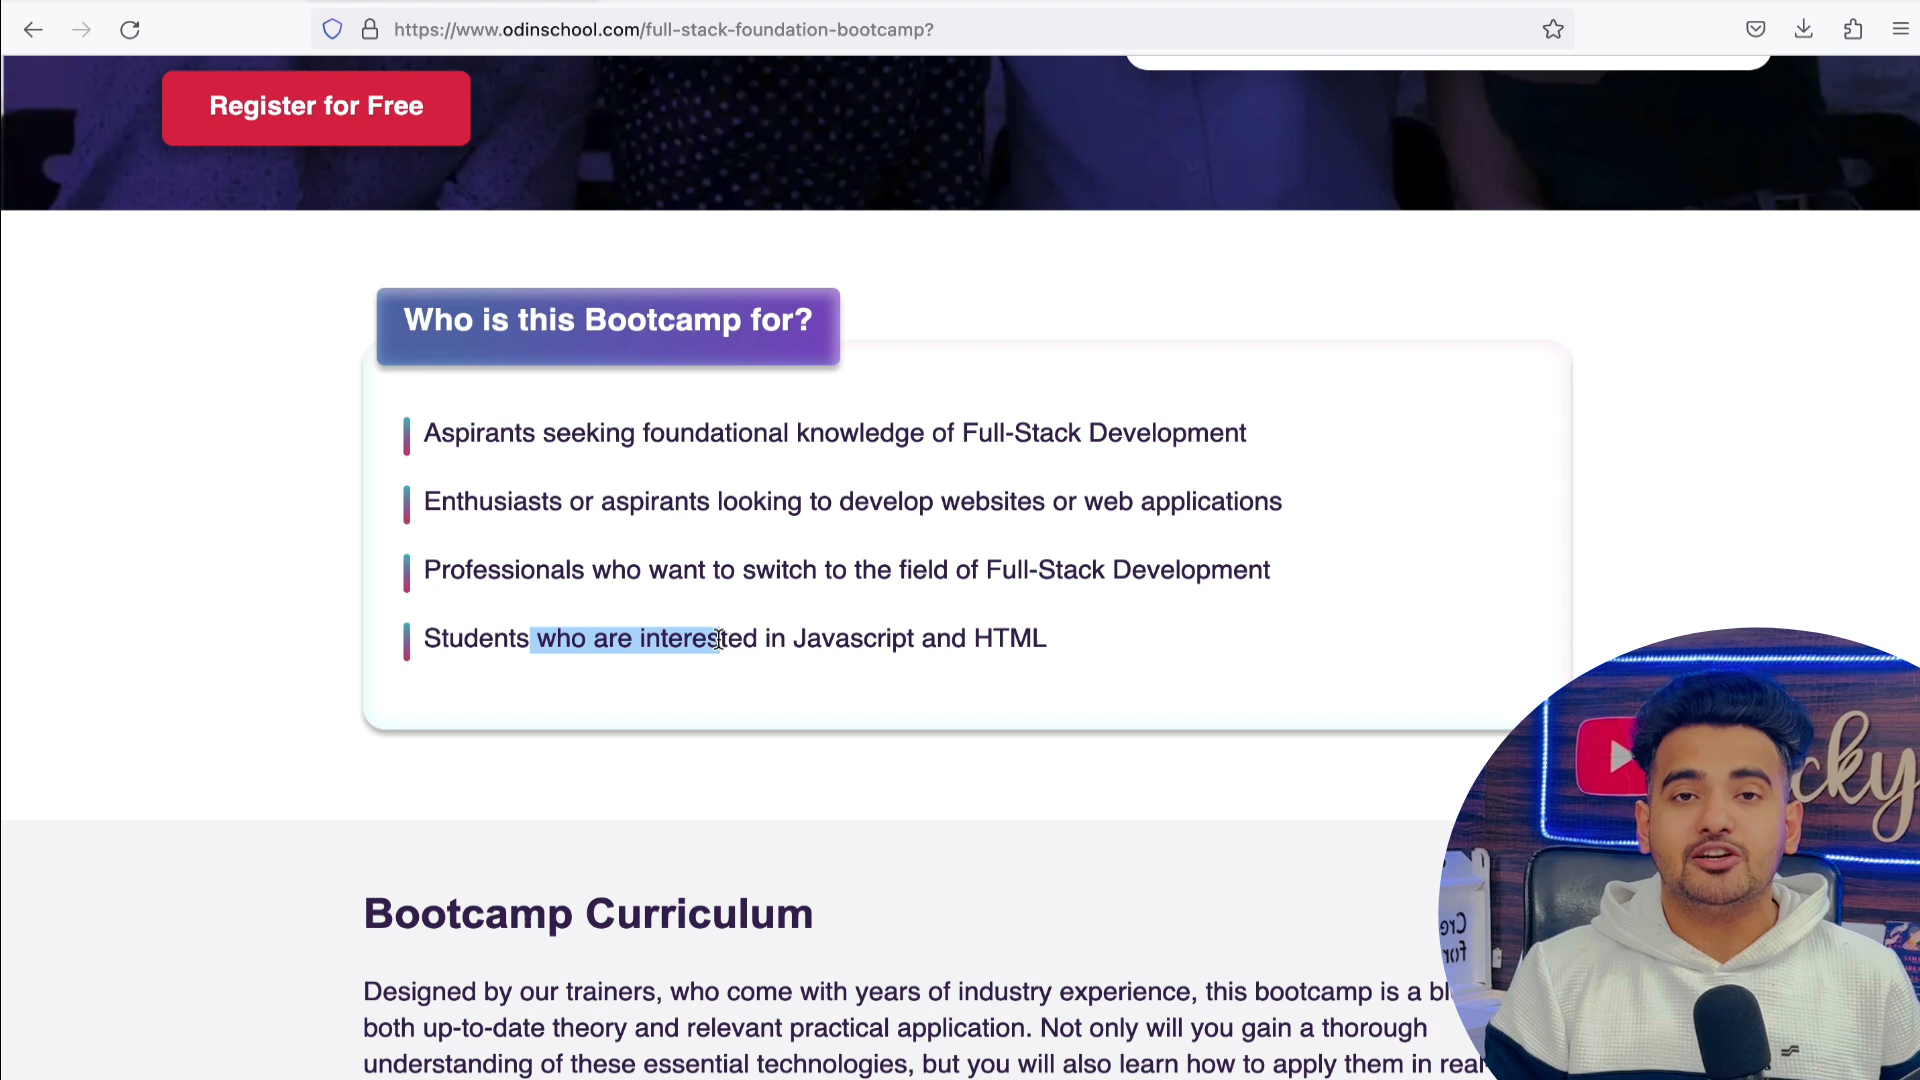 https://www.odinschool.com/full-stack-foundation-bootcamp?
Register for Free
Who is this Bootcamp for?
Aspirants seeking foundational knowledge of Full-Stack Development
Enthusiasts or aspirants looking to develop websites or web applications
Professionals who want to switch to the field of Full-Stack Development
Students who are interested in Javascript and HTML
Bootcamp Curriculum
Designed by our trainers, who come with years of industry experience, this bootcamp is a
both up-to-date theory and relevant practical application. Not only will you gain a thorough
understanding of these essential technologies, but you will also learn how to apply them in real-
cky